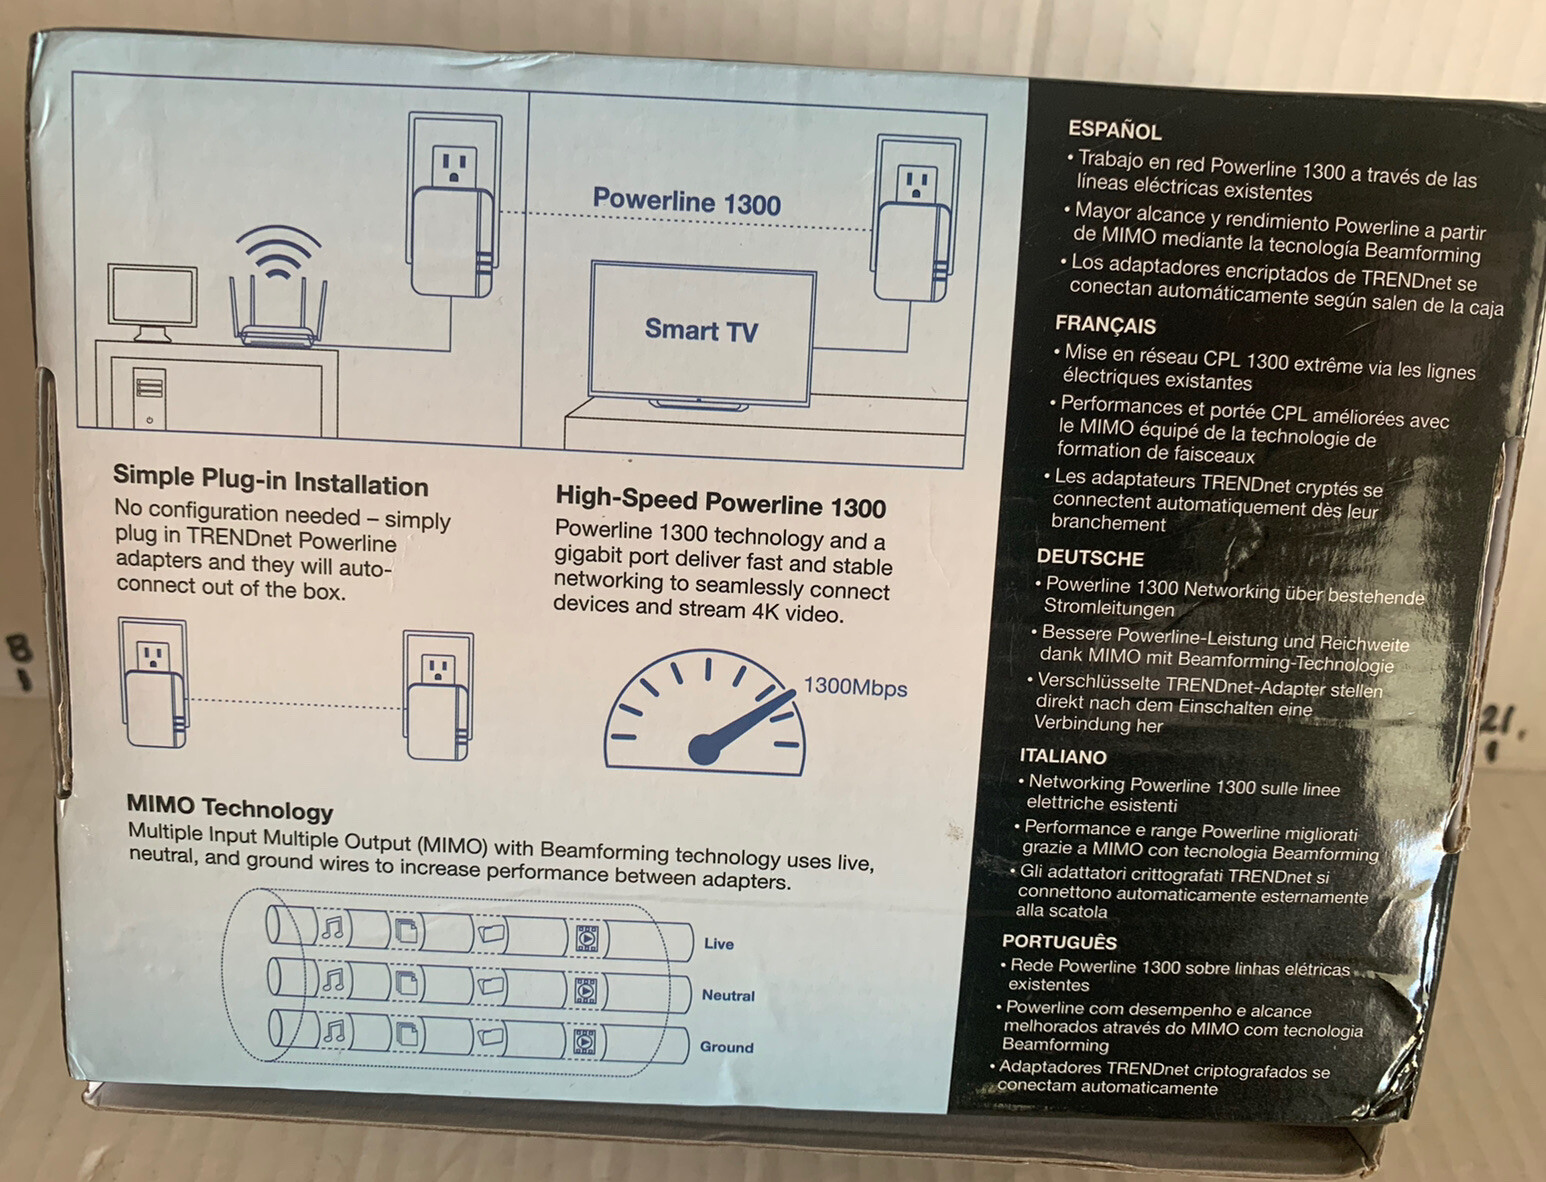 Powerline 1300
Smart TV
Simple Plug-in Installation
No configuration needed – simply
plug in TRENDnet Powerline
adapters and they will auto-
connect out of the box.
High-Speed Powerline 1300
Powerline 1300 technology and a
gigabit port deliver fast and stable
networking to seamlessly connect
devices and stream 4K video.
1300Mbps
MIMO Technology
Multiple Input Multiple Output (MIMO) with Beamforming technology uses live,
neutral, and ground wires to increase performance between adapters.
Live
Neutral
Ground
ESPAÑOL
• Trabajo en red Powerline 1300 a través de las
líneas eléctricas existentes
• Mayor alcance y rendimiento Powerline a partir
de MIMO mediante la tecnología Beamforming
• Los adaptadores encriptados de TRENDnet se
conectan automáticamente según salen de la caja
FRANÇAIS
• Mise en réseau CPL 1300 extrême via les lignes
électriques existantes
• Performances et portée CPL améliorées avec
le MIMO équipé de la technologie de
formation de faisceaux
• Les adaptateurs TRENDnet cryptés se
connectent automatiquement dès leur
branchement
DEUTSCHE
• Powerline 1300 Networking über bestehende
Stromleitungen
• Bessere Powerline-Leistung und Reichweite
dank MIMO mit Beamforming-Technologie
• Verschlüsselte TRENDnet-Adapter stellen
direkt nach dem Einschalten eine
Verbindung her
ITALIANO
• Networking Powerline 1300 sulle linee
elettriche esistenti
• Performance e range Powerline migliorati
grazie a MIMO con tecnologia Beamforming
• Gli adattatori crittografati TRENDnet si
connettono automaticamente esternamente
alla scatola
PORTUGUÊS
• Rede Powerline 1300 sobre linhas elétricas
existentes
• Powerline com desempenho e alcance
melhorados através do MIMO com tecnologia
Beamforming
• Adaptadores TRENDnet criptografados se
conectam automaticamente